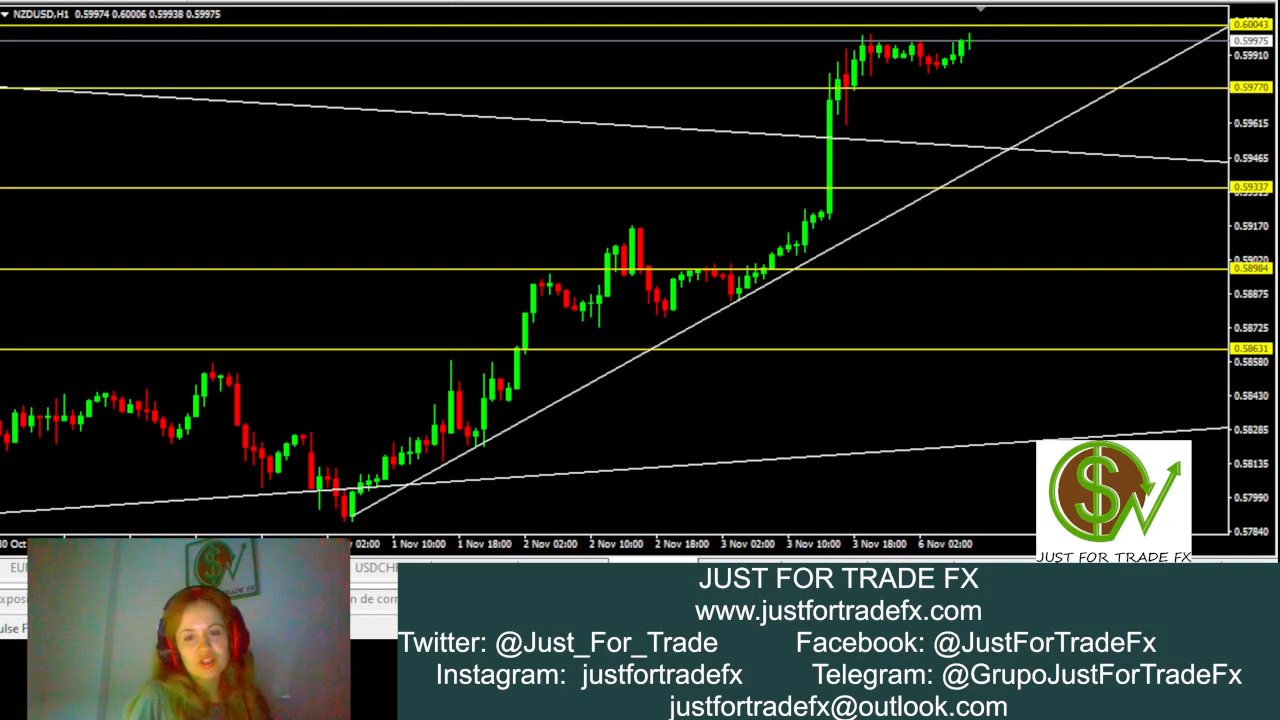 NZDUSD,H1 0.59974 0.60006 0.59938 0.59975
0.60043
0.59975
0.59910
0.59770
0.59615
0.59465
0.59337
0.59170
0.58984
0.58875
0.58725
0.58631
0.58580
0.58430
0.58285
0.58135
0.57990
0.57840
02:00 1 Nov 10:00 1 Nov 18:00 2 Nov 02:00 2 Nov 10:00 2 Nov 18:00 3 Nov 02:00 3 Nov 10:00 3 Nov 18:00 6 Nov 02:00
JUST FOR TRADE FX
JUST FOR TRADE FX
www.justfortradefx.com
Twitter: @Just_For_Trade Facebook: @JustForTradeFx
Instagram: justfortradefx Telegram: @GrupoJustForTradeFx
justfortradefx@outlook.com